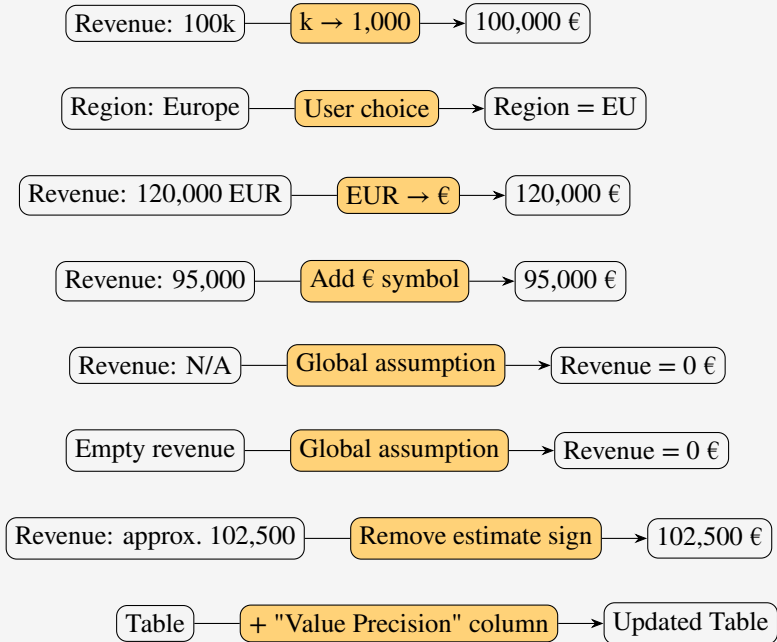 Revenue: 100k k → 1,000 100,000 €
Region: Europe User choice Region = EU
Revenue: 120,000 EUR EUR → € 120,000 €
Revenue: 95,000 Add € symbol 95,000 €
Revenue: N/A Global assumption Revenue = 0 €
Empty revenue Global assumption Revenue = 0 €
Revenue: approx. 102,500 Remove estimate sign 102,500 €
Table + "Value Precision" column Updated Table